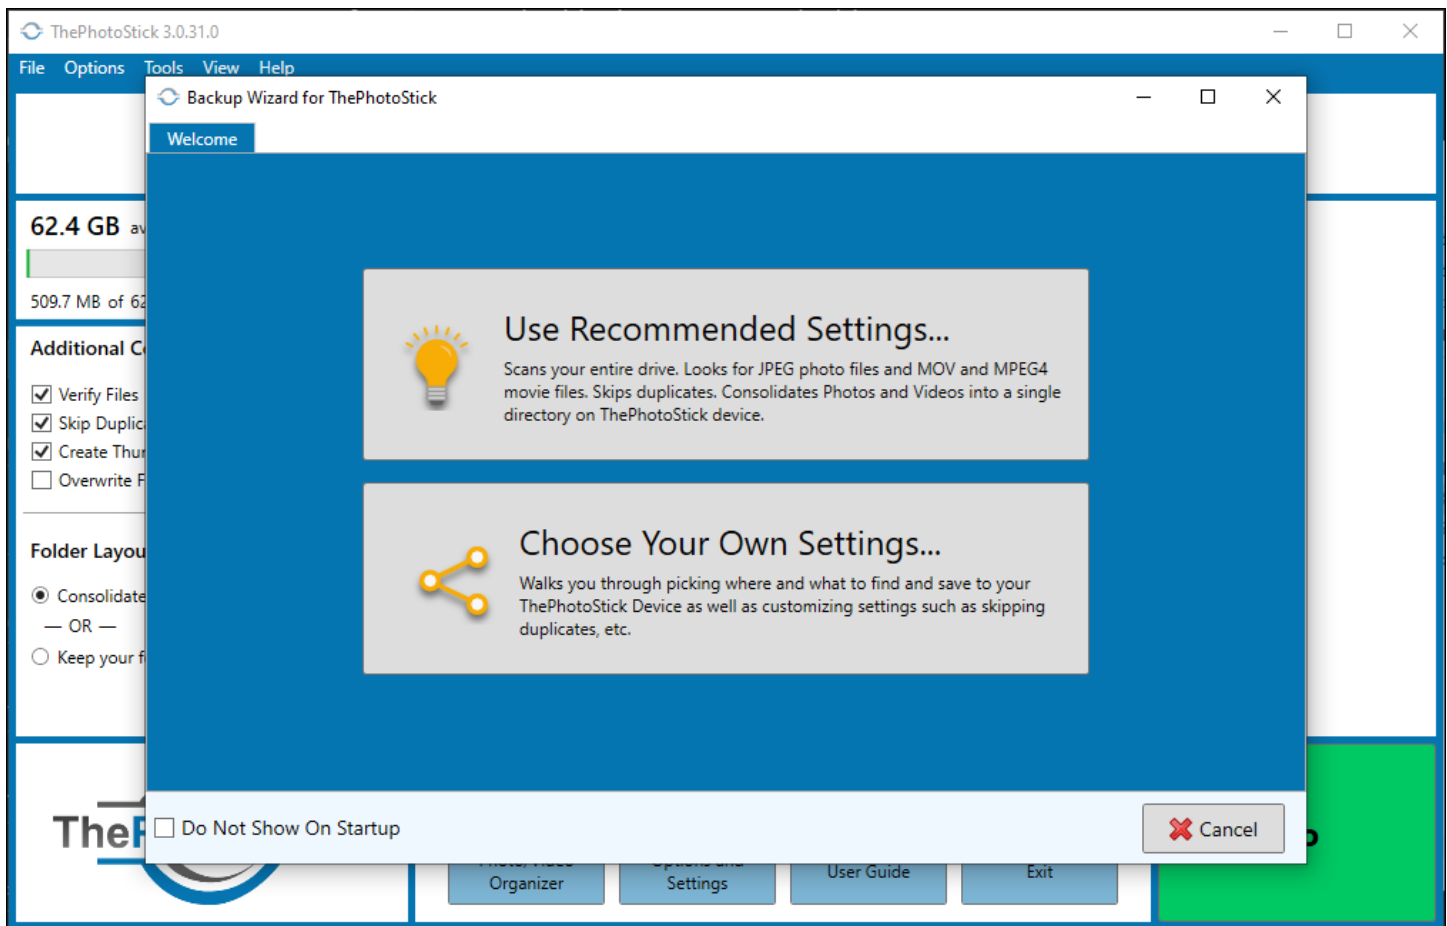 ThePhotoStick 3.0.31.0
File Options Tools View Help
Backup Wizard for ThePhotoStick
Welcome
62.4 GB
509.7 MB of
Use Recommended Settings...
Scans your entire drive. Looks for JPEG photo files and MOV and MPEG4
movie files. Skips duplicates. Consolidates Photos and Videos into a single
directory on ThePhotoStick device.
Additional
Verify Files
Skip
Create
Overwrite
Folder
Consolidate
— OR —
Keep your
Choose Your Own Settings...
Walks you through picking where and what to find and save to your
ThePhotoStick Device as well as customizing settings such as skipping
duplicates, etc.
Do Not Show On Startup
Cancel
The
Organizer
Settings
User Guide
Exit